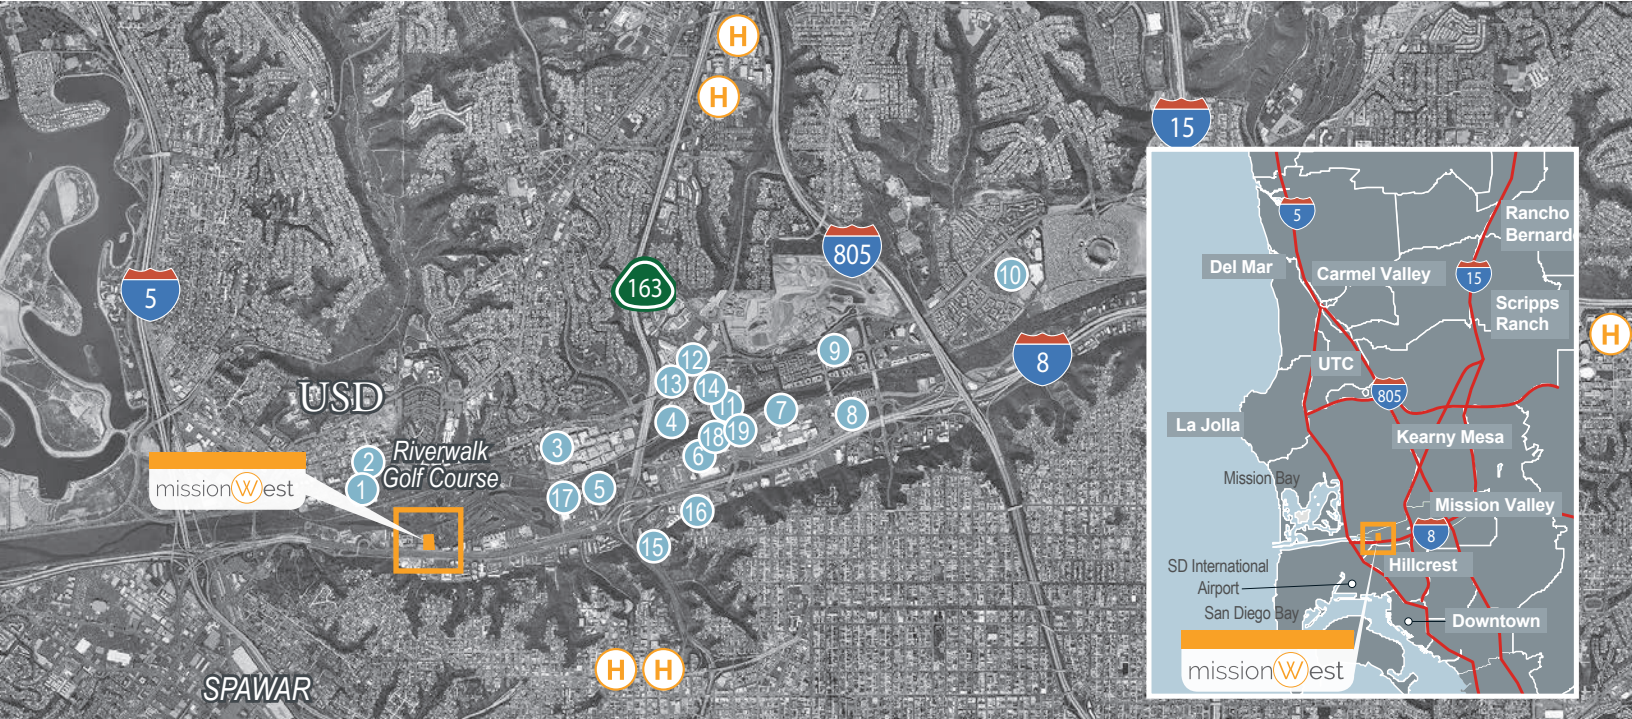 H
H
15
5
163
805
10
8
H
12
9
13
14
11
7
8
4
18
19
6
3
5
17
16
15
USD
2
1
Riverwalk
Golf Course
missionWest
H
H
SPAWAR
5
Rancho
Bernard
Del Mar
Carmel Valley
15
Scripps
Ranch
UTC
805
La Jolla
Kearny Mesa
Mission Bay
Mission Valley
8
SD International
Airport
Hillcrest
San Diego Bay
Downtown
missionWest